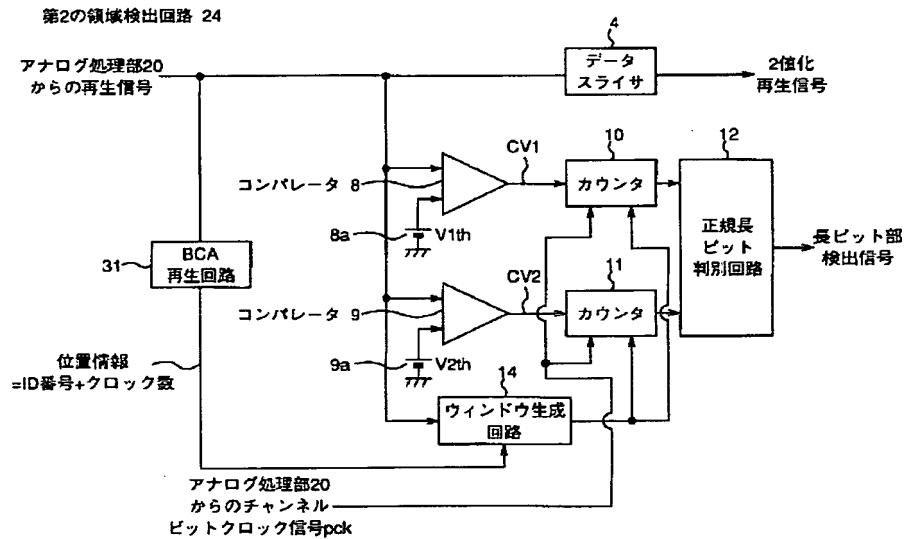 第2の領域検出回路 24
アナログ処理部20
からの再生信号
4
データ
スライサ
2値化
再生信号
CV1
10
カウンタ
12
コンパレータ 8
8a
V1th
正規長
ピット
判別回路
長ピット部
検出信号
31
BCA
再生回路
CV2
11
カウンタ
コンパレータ 9
9a
V2th
位置情報
=ID番号+クロック数
14
ウィンドウ生成
回路
アナログ処理部20
からのチャンネル
ビットクロック信号pck